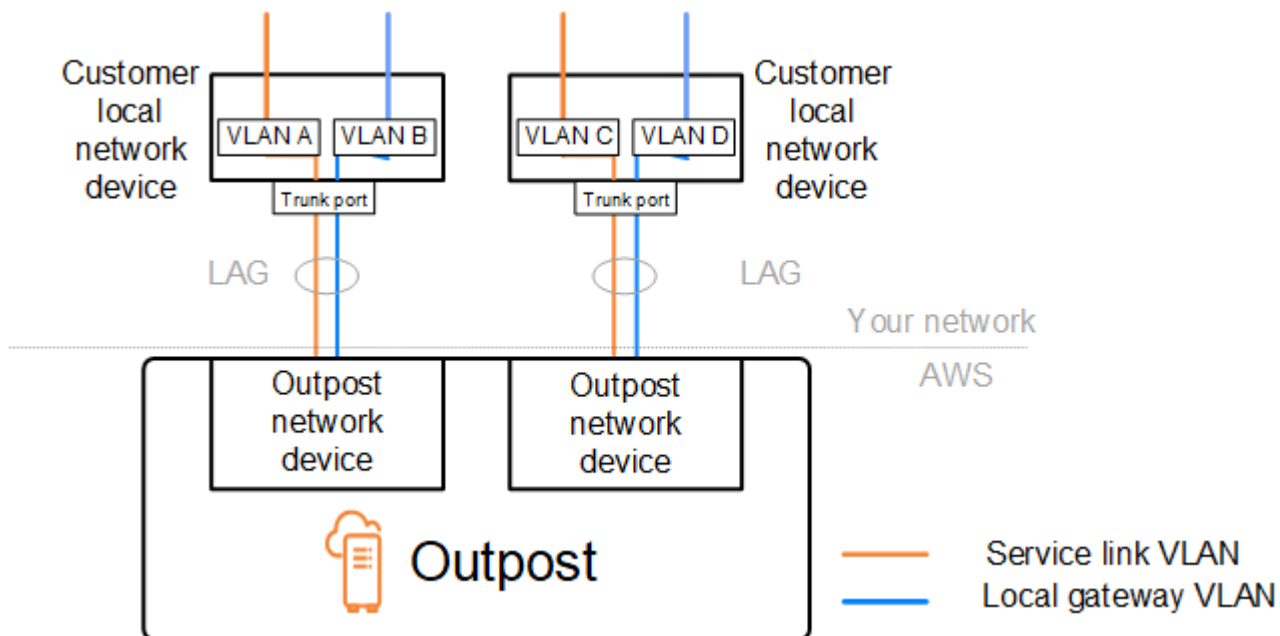 Customer
local
network
device
VLAN A
VLAN B
Trunk port
VLAN C
VLAN D
Trunk port
Customer
local
network
device
LAG
LAG
Your network
AWS
Outpost
network
device
Outpost
network
device
Outpost
Service link VLAN
Local gateway VLAN